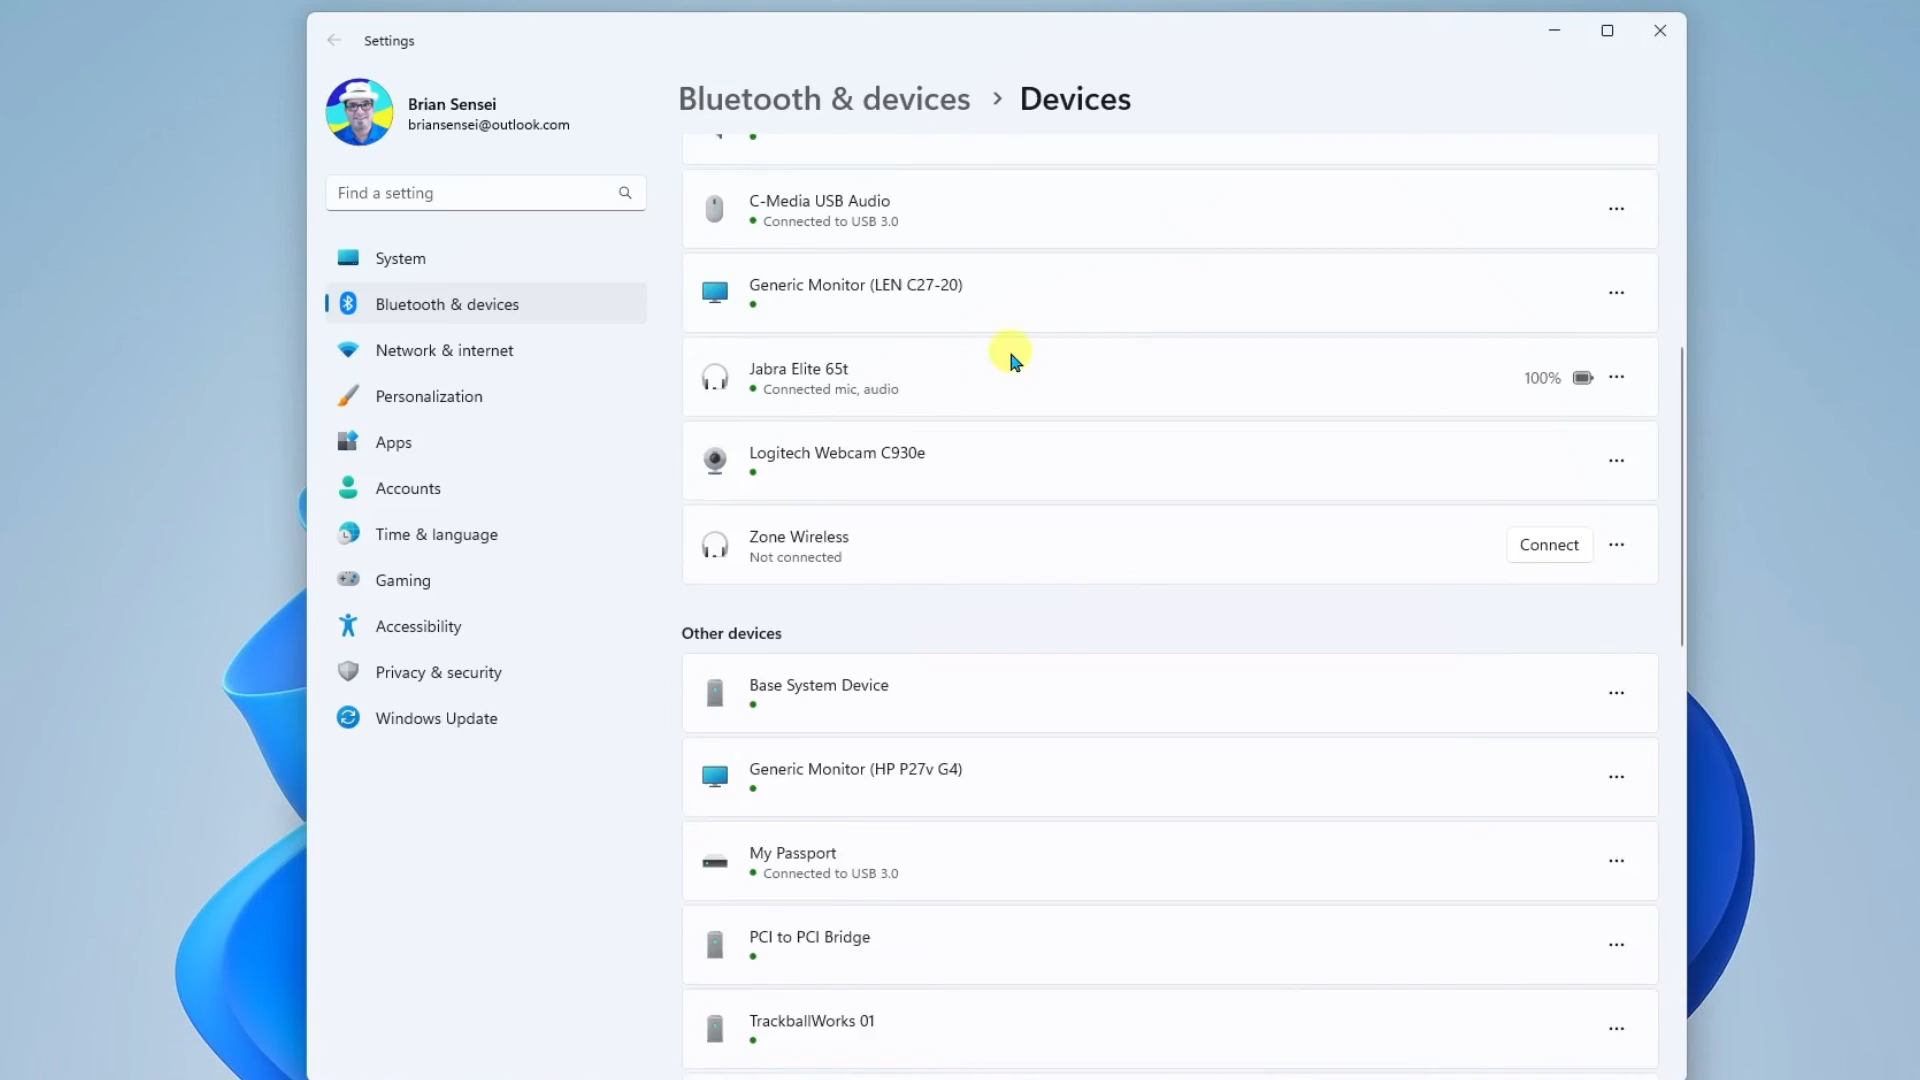 Settings
Brian Sensei
briansensei@outlook.com
Find a setting
System
Bluetooth & devices
Network & internet
Personalization
Apps
Accounts
Time & language
Gaming
Accessibility
Privacy & security
Windows Update
Bluetooth & devices › Devices
C-Media USB Audio
Connected to USB 3.0
Generic Monitor (LEN C27-20)
Jabra Elite 65t
Connected mic, audio
100%
Logitech Webcam C930e
Zone Wireless
Not connected
Connect
Other devices
Base System Device
Generic Monitor (HP P27v G4)
My Passport
Connected to USB 3.0
PCI to PCI Bridge
TrackballWorks 01